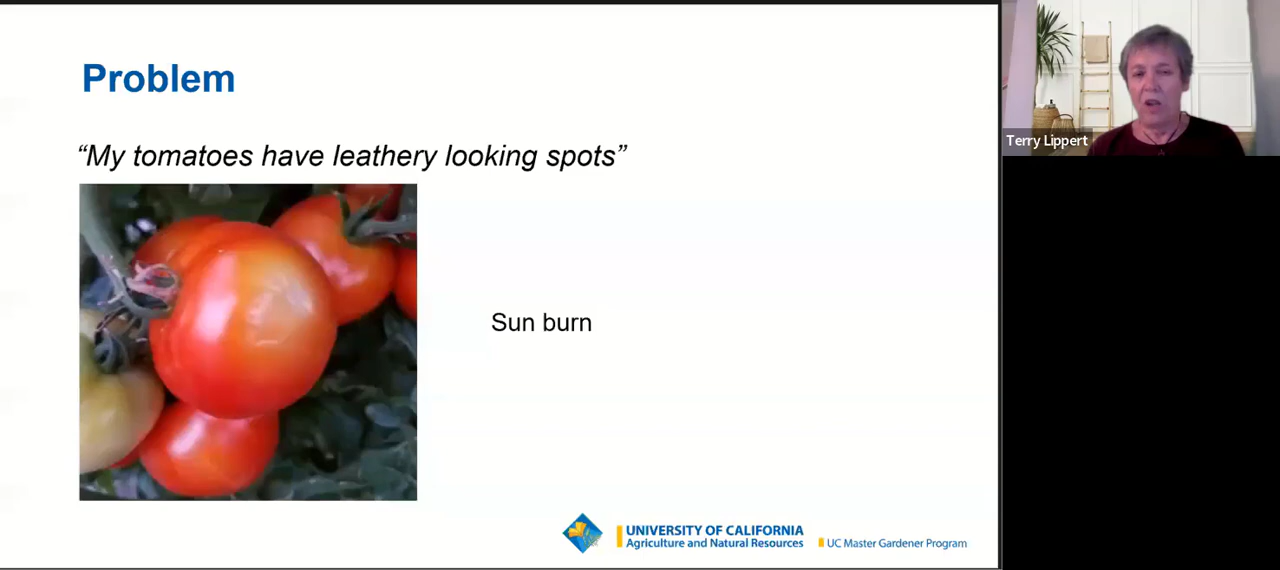 Problem
“My tomatoes have leathery looking spots”
Sun burn
UNIVERSITY OF CALIFORNIA
Agriculture and Natural Resources
UC Master Gardener Program
Terry Lippert